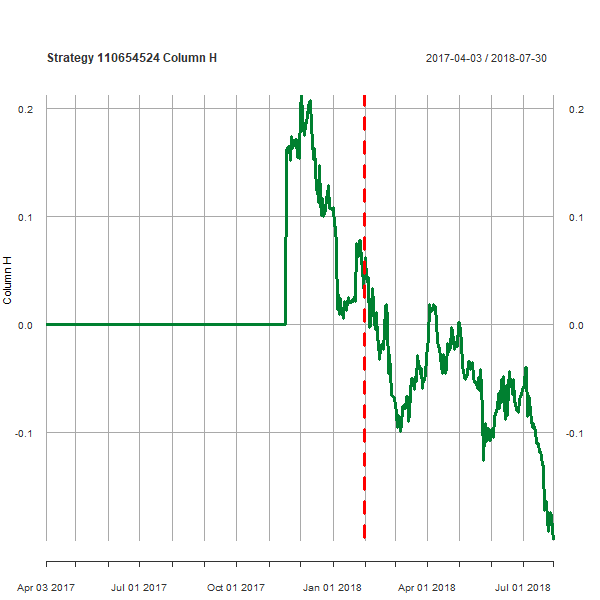 Strategy 110654524 Column H
2017-04-03 / 2018-07-30
0.2 0.2
0.1 0.1
Column H
0.0 0.0
-0.1 -0.1
Apr 03 2017 Jul 01 2017 Oct 01 2017 Jan 01 2018 Apr 01 2018 Jul 01 2018